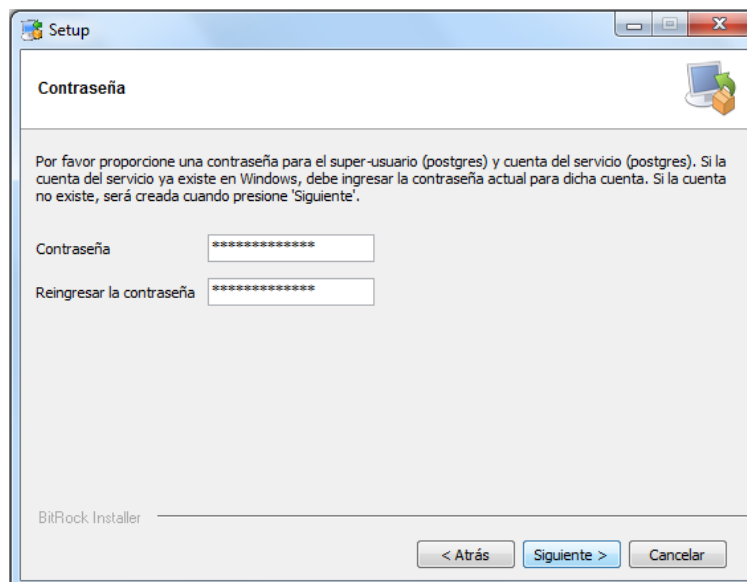 Setup
Contraseña
Por favor proporcione una contraseña para el super-usuario (postgres) y cuenta del servicio (postgres). Si la
cuenta del servicio ya existe en Windows, debe ingresar la contraseña actual para dicha cuenta. Si la cuenta
no existe, será creada cuando presione 'Siguiente'.
Contraseña *************
Reingresar la contraseña *************
BitRock Installer
< Atrás Siguiente > Cancelar